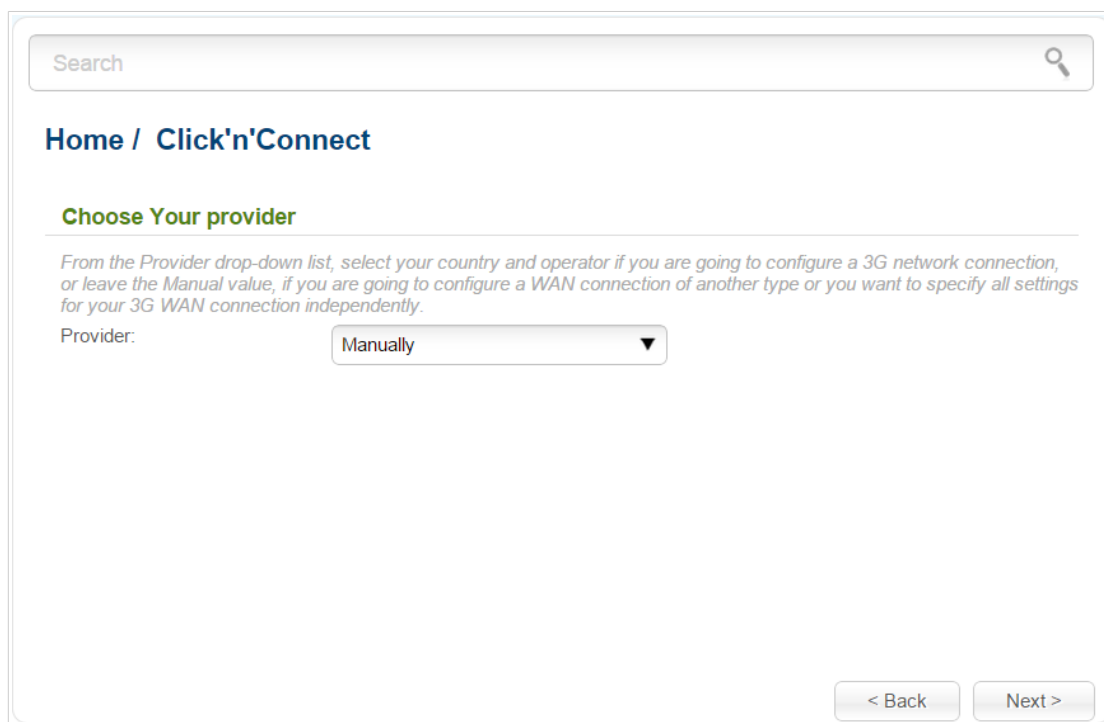 Search
Home /  Click'n'Connect
Choose Your provider
From the Provider drop-down list, select your country and operator if you are going to configure a 3G network connection,
or leave the Manual value, if you are going to configure a WAN connection of another type or you want to specify all settings
for your 3G WAN connection independently.
Provider:
Manually
< Back
Next >